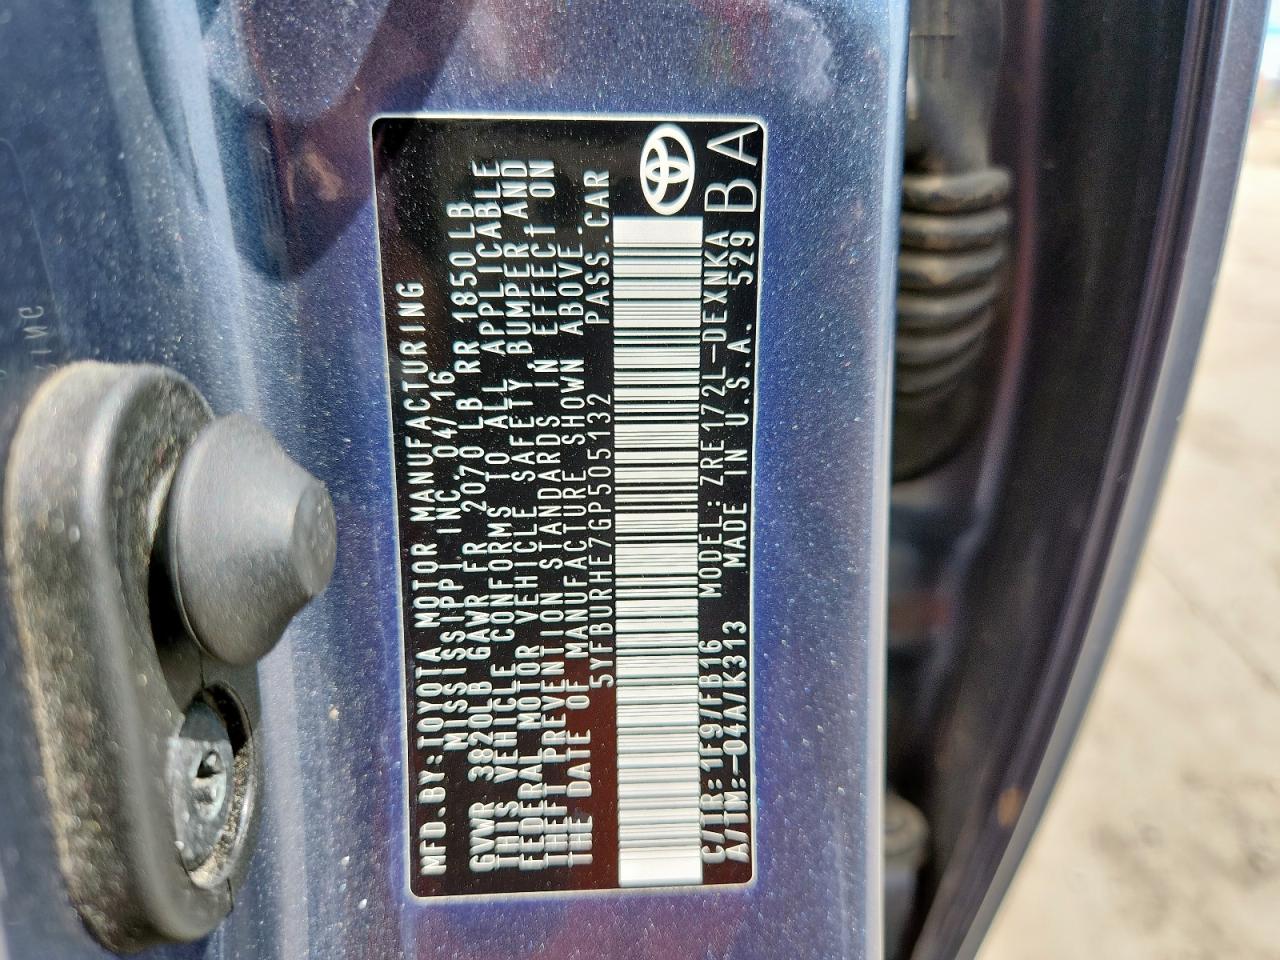 MFD.BY:TOYOTA MOTOR MANUFACTURING
MISSISSIPPI INC.04/16
GVWR 3820LB GAWR FR 2070LB RR 1850LB
THIS VEHICLE CONFORMS TO ALL APPLICABLE
FEDERAL MOTOR VEHICLE SAFETY, BUMPER AND
THEFT PREVENTION STANDARDS IN EFFECT ON
THE DATE OF MANUFACTURE SHOWN ABOVE.
5YFBURHE7GP505132 PASS.CAR
C/TR:1F9//FB16 MODEL:ZRE172L-DEXNKA
A/TM:-04A/K313 MADE IN U.S.A. 529
BA